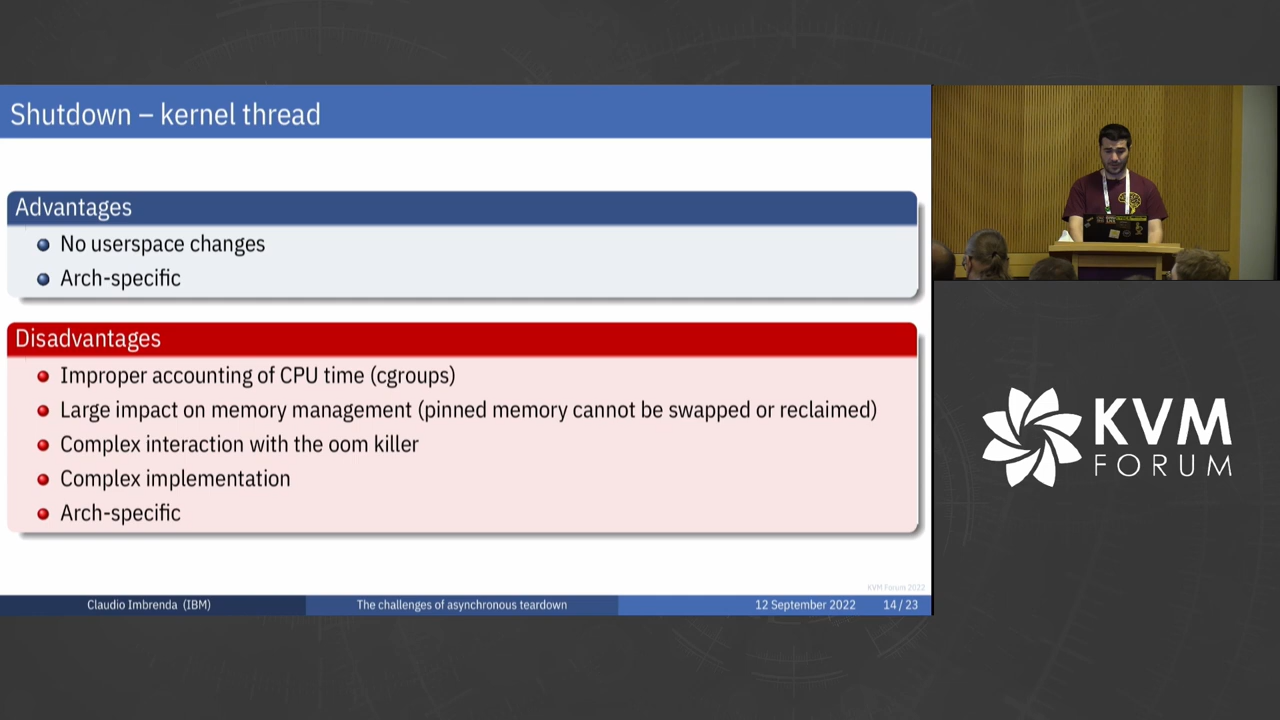 Shutdown – kernel thread
Advantages
No userspace changes
Arch-specific
Disadvantages
Improper accounting of CPU time (cgroups)
Large impact on memory management (pinned memory cannot be swapped or reclaimed)
Complex interaction with the oom killer
Complex implementation
Arch-specific
KVM Forum 2022
Claudio Imbrenda (IBM)
The challenges of asynchronous teardown
12 September 2022
14 / 23
KVM
FORUM